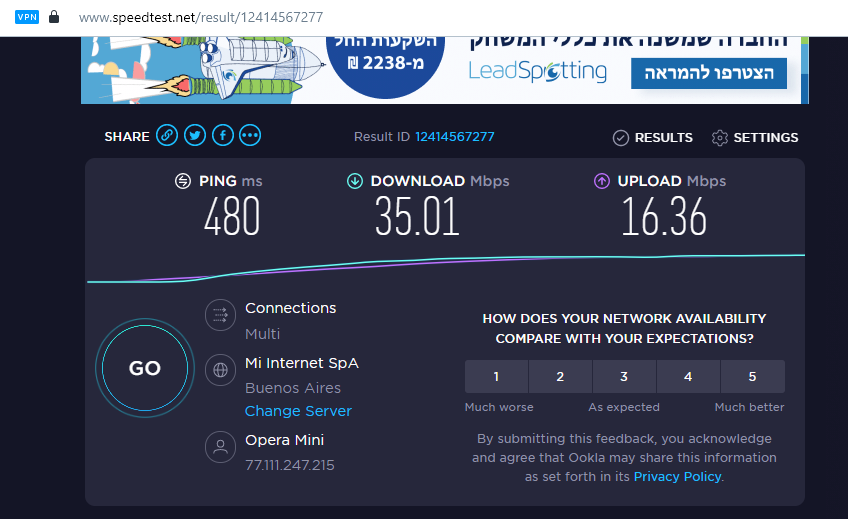 VPN www.speedtest.net/result/12414567277
החברה שמשנה את כללי המשחק
השקעות החל
מ-2238 ₪
LeadSpotting
הצטרפו להמראה
SHARE
Result ID 12414567277
RESULTS
SETTINGS
PING ms
480
DOWNLOAD Mbps
35.01
UPLOAD Mbps
16.36
GO
Connections
Multi
Mi Internet SpA
Buenos Aires
Change Server
Opera Mini
77.111.247.215
HOW DOES YOUR NETWORK AVAILABILITY
COMPARE WITH YOUR EXPECTATIONS?
1 2 3 4 5
Much worse As expected Much better
By submitting this feedback, you acknowledge
and agree that Ookla may share this information
as set forth in its Privacy Policy.